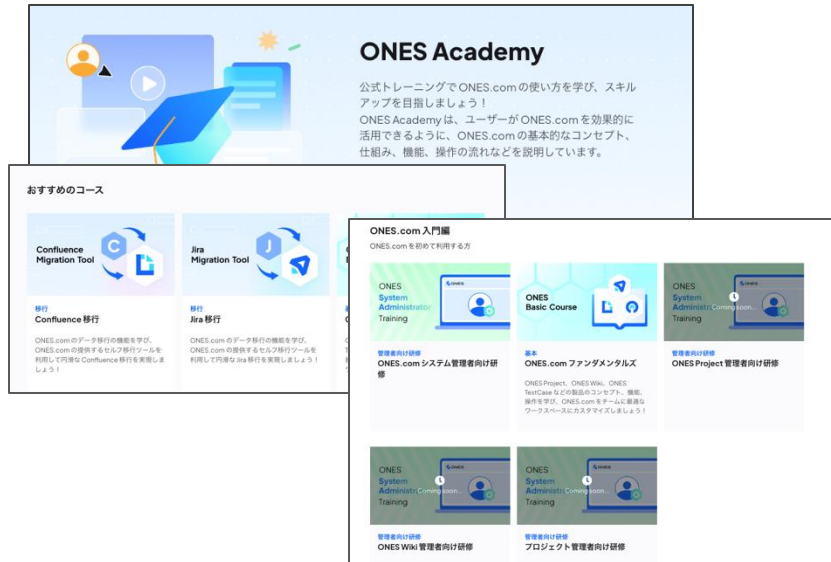 ONES Academy
公式トレーニングでONES.comの使い方を学び、スキル
アップを目指しましょう！
ONES Academyは、ユーザーがONES.comを効果的に
活用できるように、ONES.comの基本的なコンセプト、
仕組み、機能、操作の流れなどを説明しています。
おすすめのコース
Confluence
Migration Tool
C
移行
Confluence 移行
ONES.comのデータ移行の機能を学び、
ONES.comの提供するセルフ移行ツールを
利用して円滑なConfluence移行を実現しま
しょう！
Jira
Migration Tool
J
移行
Jira 移行
ONES.comのデータ移行の機能を学び、
ONES.comの提供するセルフ移行ツールを
利用して円滑なJira移行を実現しましょう！
ONES.com 入門編
ONES.comを初めて利用する方
ONES
System
Administrator
Training
ONES
管理者向け研修
ONES.com システム管理者向け研
修
ONES
Basic Course
基本
ONES.com ファンダメンタルズ
ONES Project、ONES Wiki、ONES
TestCase などの製品のコンセプト、機能、
操作を学び、ONES.comをチームに最適な
ワークスペースにカスタマイズしましょう！
ONES
System
Administr
Coming soon...
Training
ONES
管理者向け研修
ONES Project 管理者向け研修
ONES
System
Administr
Coming soon...
Training
ONES
管理者向け研修
ONES Wiki 管理者向け研修
ONES
System
Administr
Coming soon...
Training
ONES
管理者向け研修
プロジェクト管理者向け研修